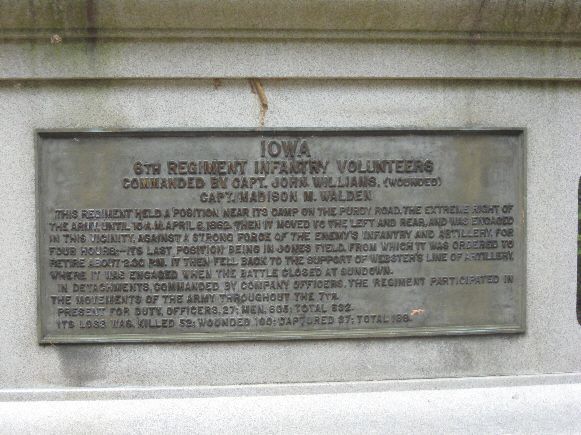 IOWA
6TH REGIMENT INFANTRY VOLUNTEERS
COMMANDED BY CAPT. JOHN WILLIAMS, (WOUNDED)
CAPT. MADISON M. WALDEN
THIS REGIMENT HELD A POSITION NEAR ITS CAMP ON THE PURDY ROAD, THE EXTREME RIGHT OF
THE ARMY, UNTIL 10 A.M. APRIL 6, 1862, THEN IT MOVED TO THE LEFT AND REAR, AND WAS ENGAGED
IN THIS VICINITY, AGAINST A STRONG FORCE OF THE ENEMY'S INFANTRY AND ARTILLERY, FOR
FOUR HOURS;—ITS LAST POSITION BEING IN JONES FIELD, FROM WHICH IT WAS ORDERED TO
RETIRE ABOUT 2.30 P.M. IT THEN FELL BACK TO THE SUPPORT OF WEBSTER'S LINE OF ARTILLERY,
WHERE IT WAS ENGAGED WHEN THE BATTLE CLOSED AT SUNDOWN.
IN DETACHMENTS, COMMANDED BY COMPANY OFFICERS, THE REGIMENT PARTICIPATED IN
THE MOVEMENTS OF THE ARMY THROUGHOUT THE 7TH.
PRESENT FOR DUTY, OFFICERS, 27; MEN, 605; TOTAL 632.
ITS LOSS WAS, KILLED 52; WOUNDED 100; CAPTURED 37; TOTAL 189.